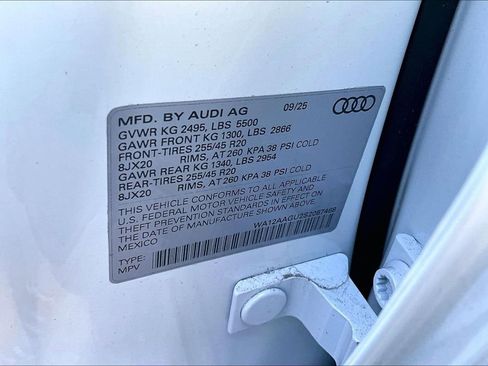 MFD. BY AUDI AG 09/25
GVWR KG 2495, LBS 5500
GAWR FRONT KG 1300, LBS 2866
FRONT-TIRES 255/45 R20
8JX20 RIMS, AT 260 KPA 38 PSI COLD
GAWR REAR KG 1340, LBS 2954
REAR-TIRES 255/45 R20
8JX20 RIMS, AT 260 KPA 38 PSI COLD
THIS VEHICLE CONFORMS TO ALL APPLICABLE
U.S. FEDERAL MOTOR VEHICLE SAFETY AND
THEFT PREVENTION STANDARDS IN EFFECT ON
THE DATE OF MANUFACTURE SHOWN ABOVE.
MEXICO
WA12AAGU2S2087468
TYPE:
MPV